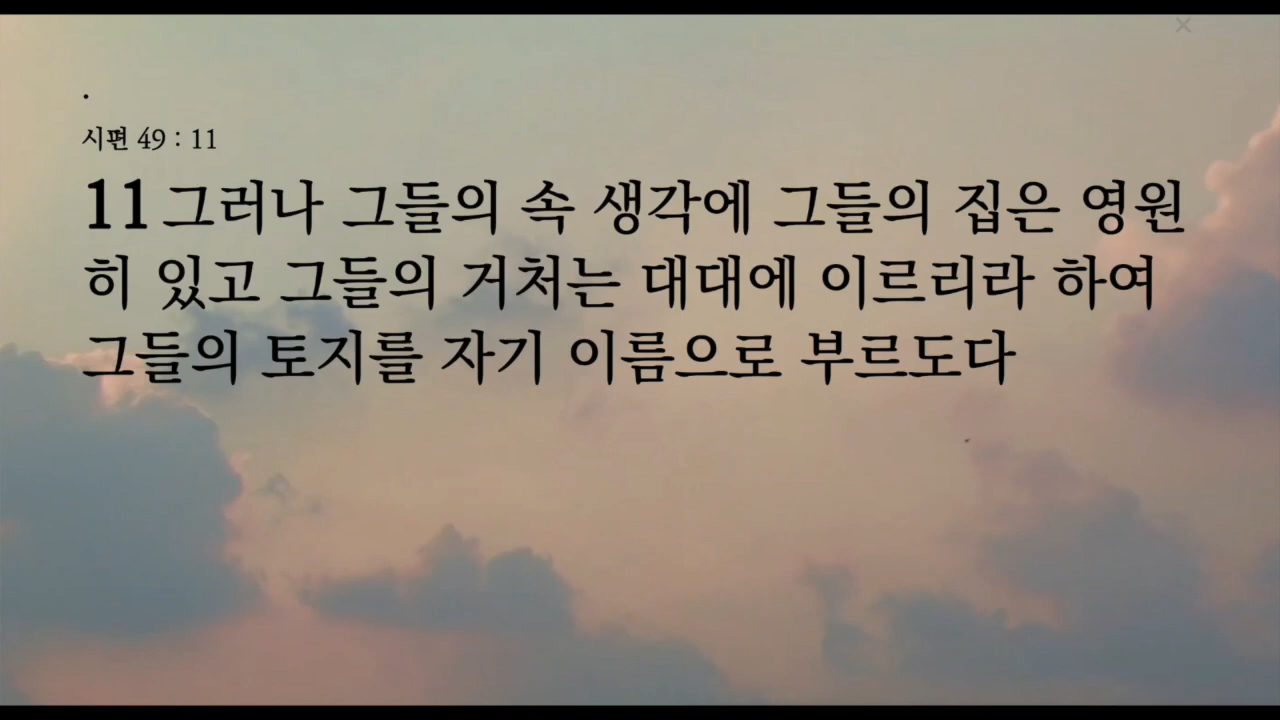 .
시편 49 : 11
11 그러나 그들의 속 생각에 그들의 집은 영원
히 있고 그들의 거처는 대대에 이르리라 하여
그들의 토지를 자기 이름으로 부르도다